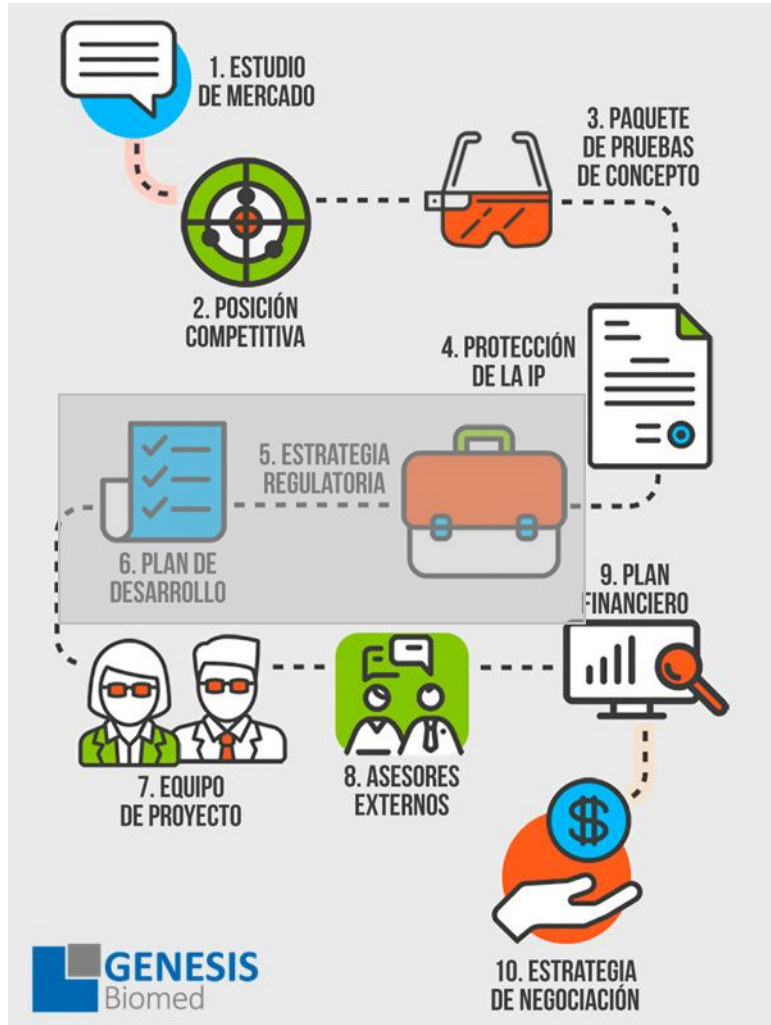 1. ESTUDIO
DE MERCADO
2. POSICIÓN
COMPETITIVA
3. PAQUETE
DE PRUEBAS
DE CONCEPTO
4. PROTECCIÓN
DE LA IP
5. ESTRATEGIA
REGULATORIA
6. PLAN DE
DESARROLLO
7. EQUIPO
DE PROYECTO
8. ASESORES
EXTERNOS
9. PLAN
FINANCIERO
$
10. ESTRATEGIA
DE NEGOCIACIÓN
GENESIS
Biomed